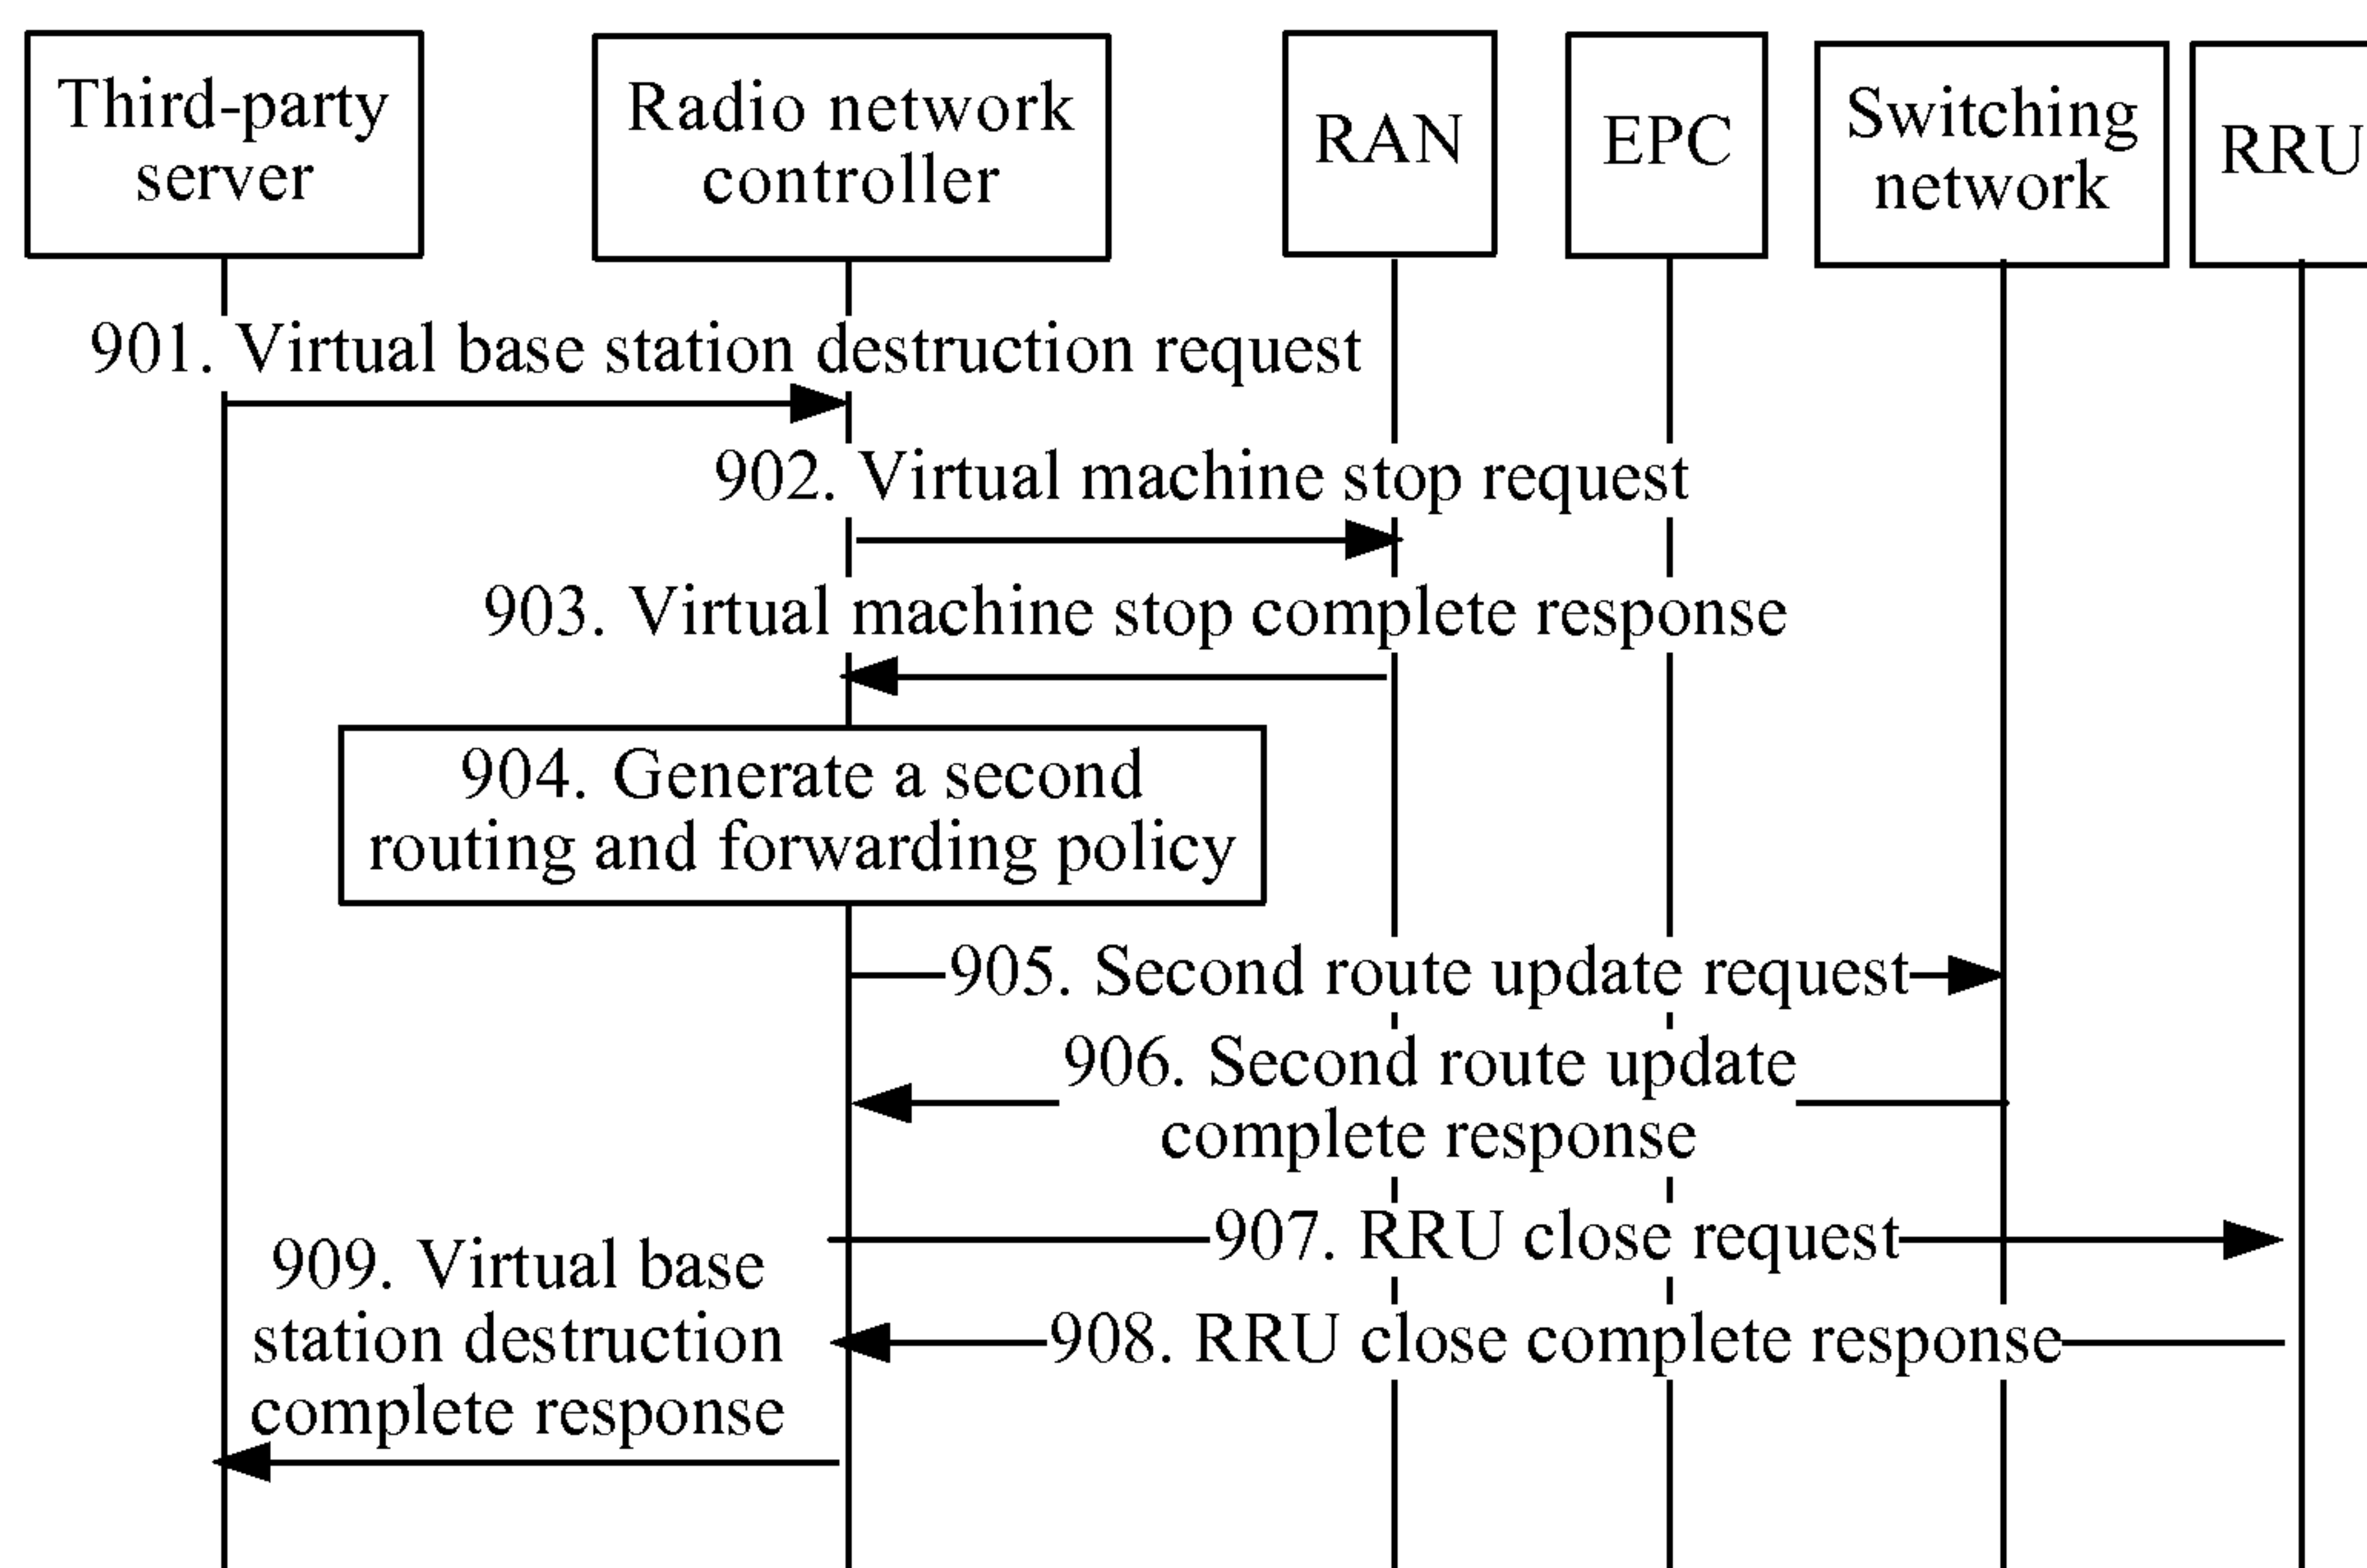 Third-party
server
Radio network
controller
RAN
EPC
Switching
network
RRU
901. Virtual base station destruction request
902. Virtual machine stop request
903. Virtual machine stop complete response
904. Generate a second
routing and forwarding policy
905. Second route update request
906. Second route update
complete response
907. RRU close request
908. RRU close complete response
909. Virtual base
station destruction
complete response